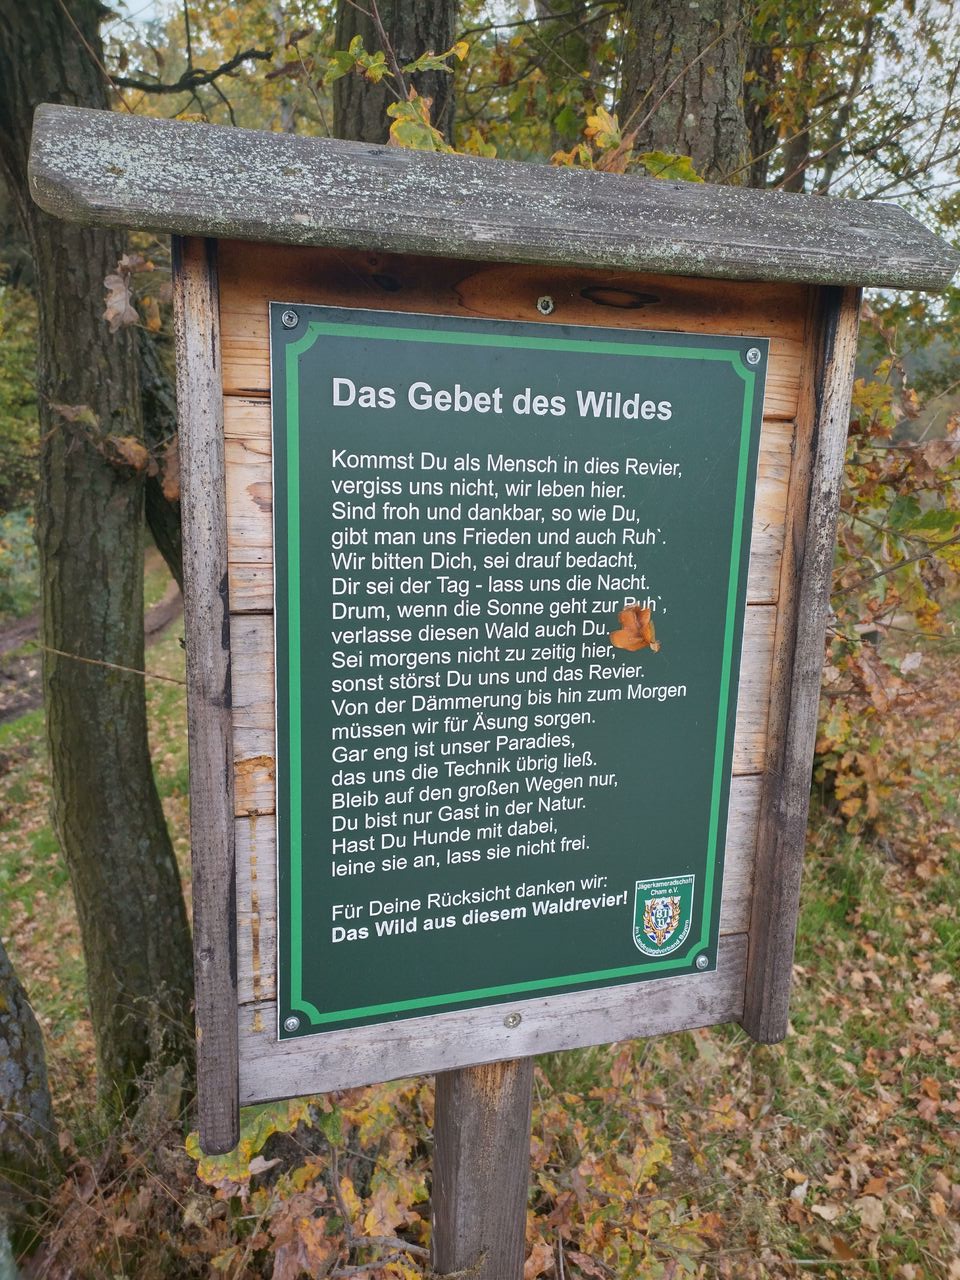 Das Gebet des Wildes
Kommst Du als Mensch in dies Revier,
vergiss uns nicht, wir leben hier.
Sind froh und dankbar, so wie Du,
gibt man uns Frieden und auch Ruh`.
Wir bitten Dich, sei drauf bedacht,
Dir sei der Tag - lass uns die Nacht.
Drum, wenn die Sonne geht zur Ruh`,
verlasse diesen Wald auch Du.
Sei morgens nicht zu zeitig hier,
sonst störst Du uns und das Revier.
Von der Dämmerung bis hin zum Morgen
müssen wir für Äsung sorgen.
Gar eng ist unser Paradies,
das uns die Technik übrig ließ.
Bleib auf den großen Wegen nur,
Du bist nur Gast in der Natur.
Hast Du Hunde mit dabei,
leine sie an, lass sie nicht frei.
Für Deine Rücksicht danken wir:
Das Wild aus diesem Waldrevier!
Jägerkameradschaft
Cham e.V.
im Landesjagdverband Bayern